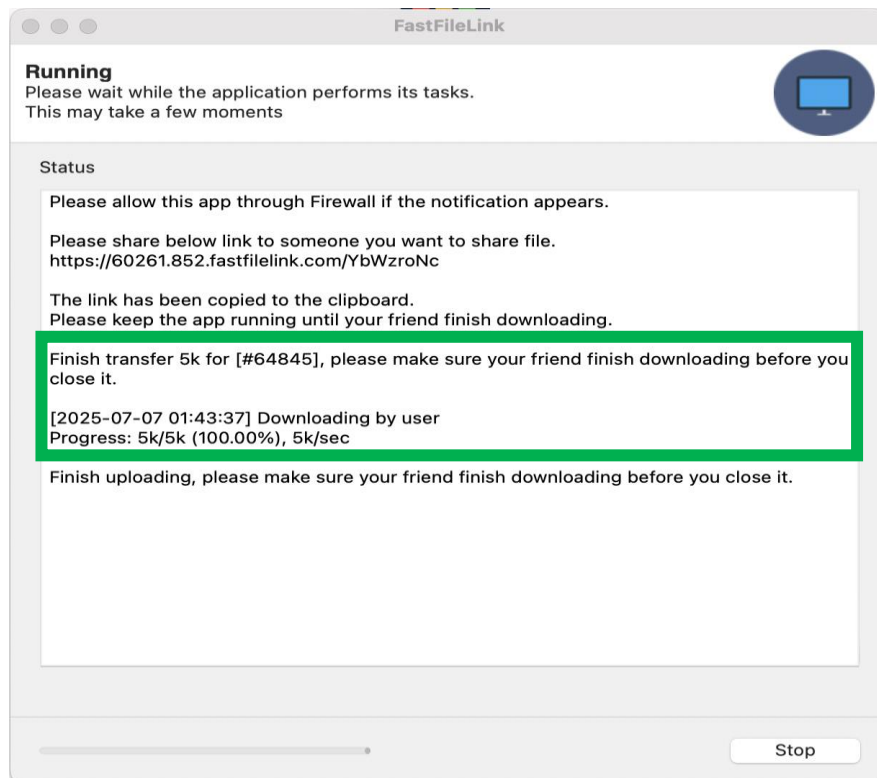 FastFileLink
Running
Please wait while the application performs its tasks.
This may take a few moments
Status
Please allow this app through Firewall if the notification appears.
Please share below link to someone you want to share file.
https://60261.852.fastfilelink.com/YbWzroNc
The link has been copied to the clipboard.
Please keep the app running until your friend finish downloading.
Finish transfer 5k for [#64845], please make sure your friend finish downloading before you
close it.
[2025-07-07 01:43:37] Downloading by user
Progress: 5k/5k (100.00%), 5k/sec
Finish uploading, please make sure your friend finish downloading before you close it.
Stop